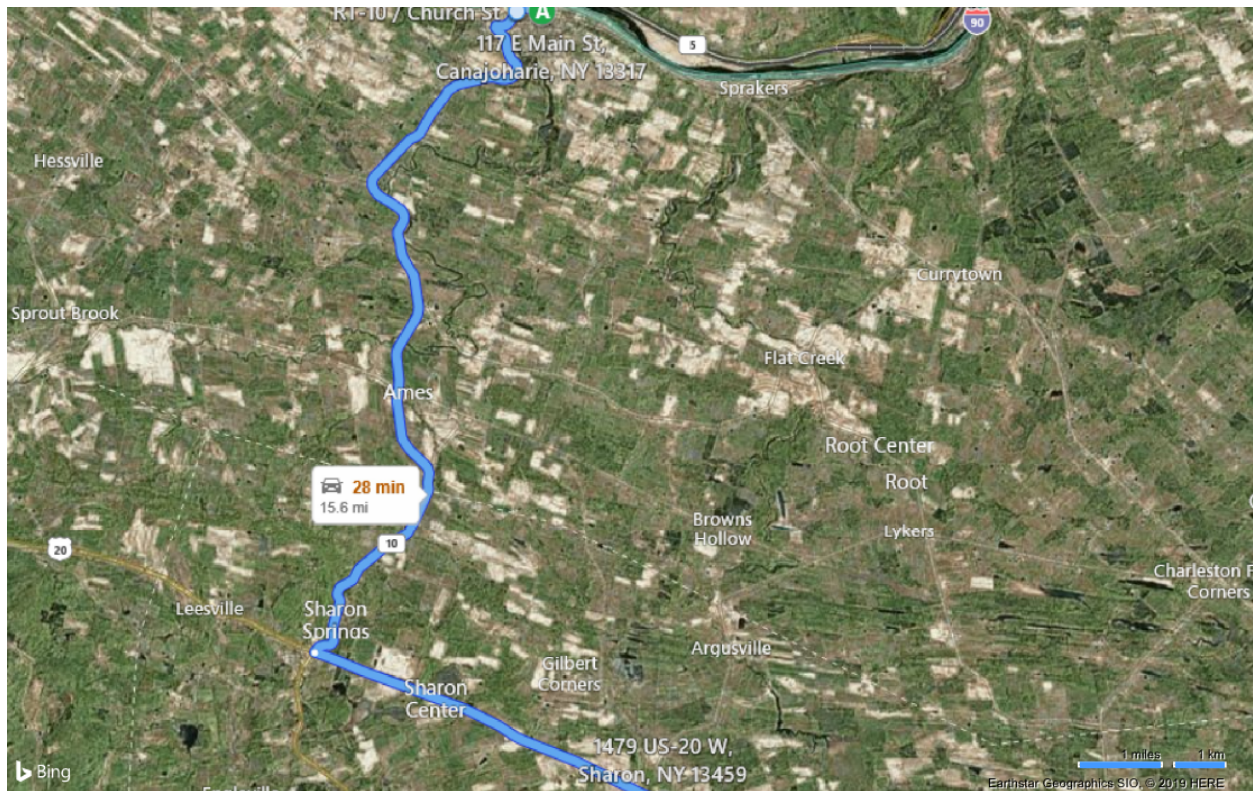 RT-10 / Church St
A
90
117 E Main St,
Canajoharie, NY 13317
5
Sprakers
Hessville
Currytown
Sprout Brook
Flat Creek
Ames
Root Center
Root
28 min
15.6 mi
Browns
Hollow
Lykers
10
20
Charleston F
Corners
Leesville
Sharon
Springs
Argusville
Gilbert
Corners
Sharon
Center
1479 US-20 W,
Sharon, NY 13459
1 miles
1 km
Bing
Earthstar Geographics SIO, © 2019 HERE